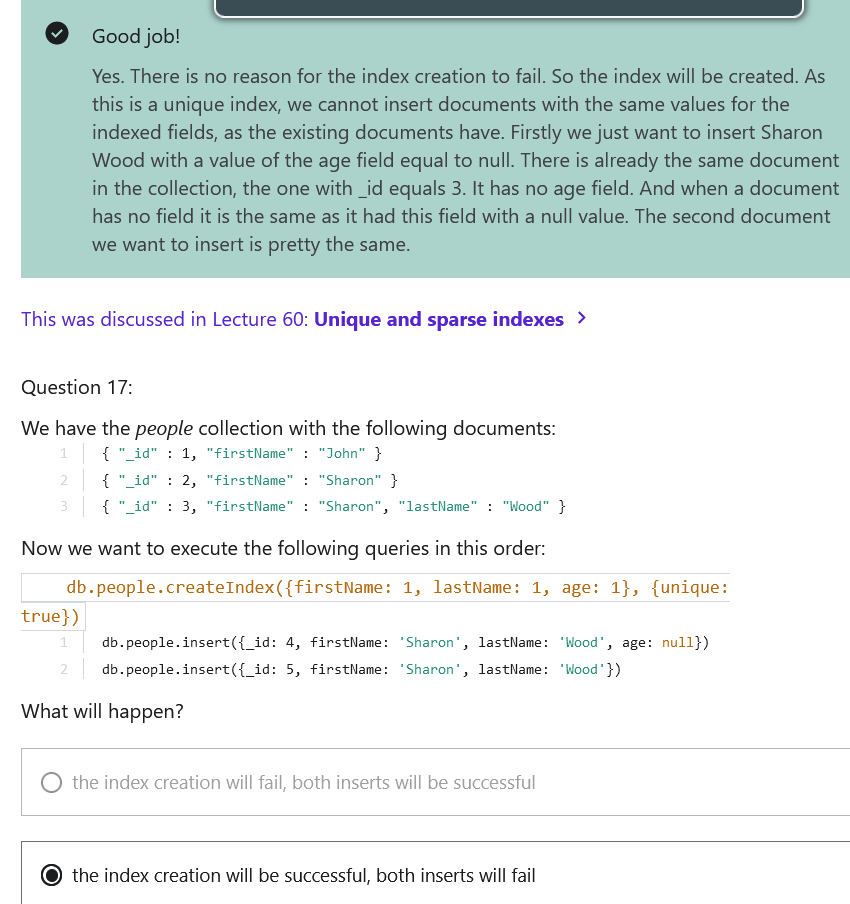 Good job!
Yes. There is no reason for the index creation to fail. So the index will be created. As
this is a unique index, we cannot insert documents with the same values for the
indexed fields, as the existing documents have. Firstly we just want to insert Sharon
Wood with a value of the age field equal to null. There is already the same document
in the collection, the one with _id equals 3. It has no age field. And when a document
has no field it is the same as it had this field with a null value. The second document
we want to insert is pretty the same.
This was discussed in Lecture 60: Unique and sparse indexes >
Question 17:
We have the people collection with the following documents:
1 { "_id" : 1, "firstName" : "John" }
2 { "_id" : 2, "firstName" : "Sharon" }
3 { "_id" : 3, "firstName" : "Sharon", "lastName" : "Wood" }
Now we want to execute the following queries in this order:
db.people.createIndex({firstName: 1, lastName: 1, age: 1}, {unique:
true})
1 db.people.insert({_id: 4, firstName: 'Sharon', lastName: 'Wood', age: null})
2 db.people.insert({_id: 5, firstName: 'Sharon', lastName: 'Wood'})
What will happen?
the index creation will fail, both inserts will be successful
the index creation will be successful, both inserts will fail